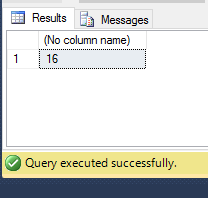 Results Messages
(No column name)
1 16
Query executed successfully.